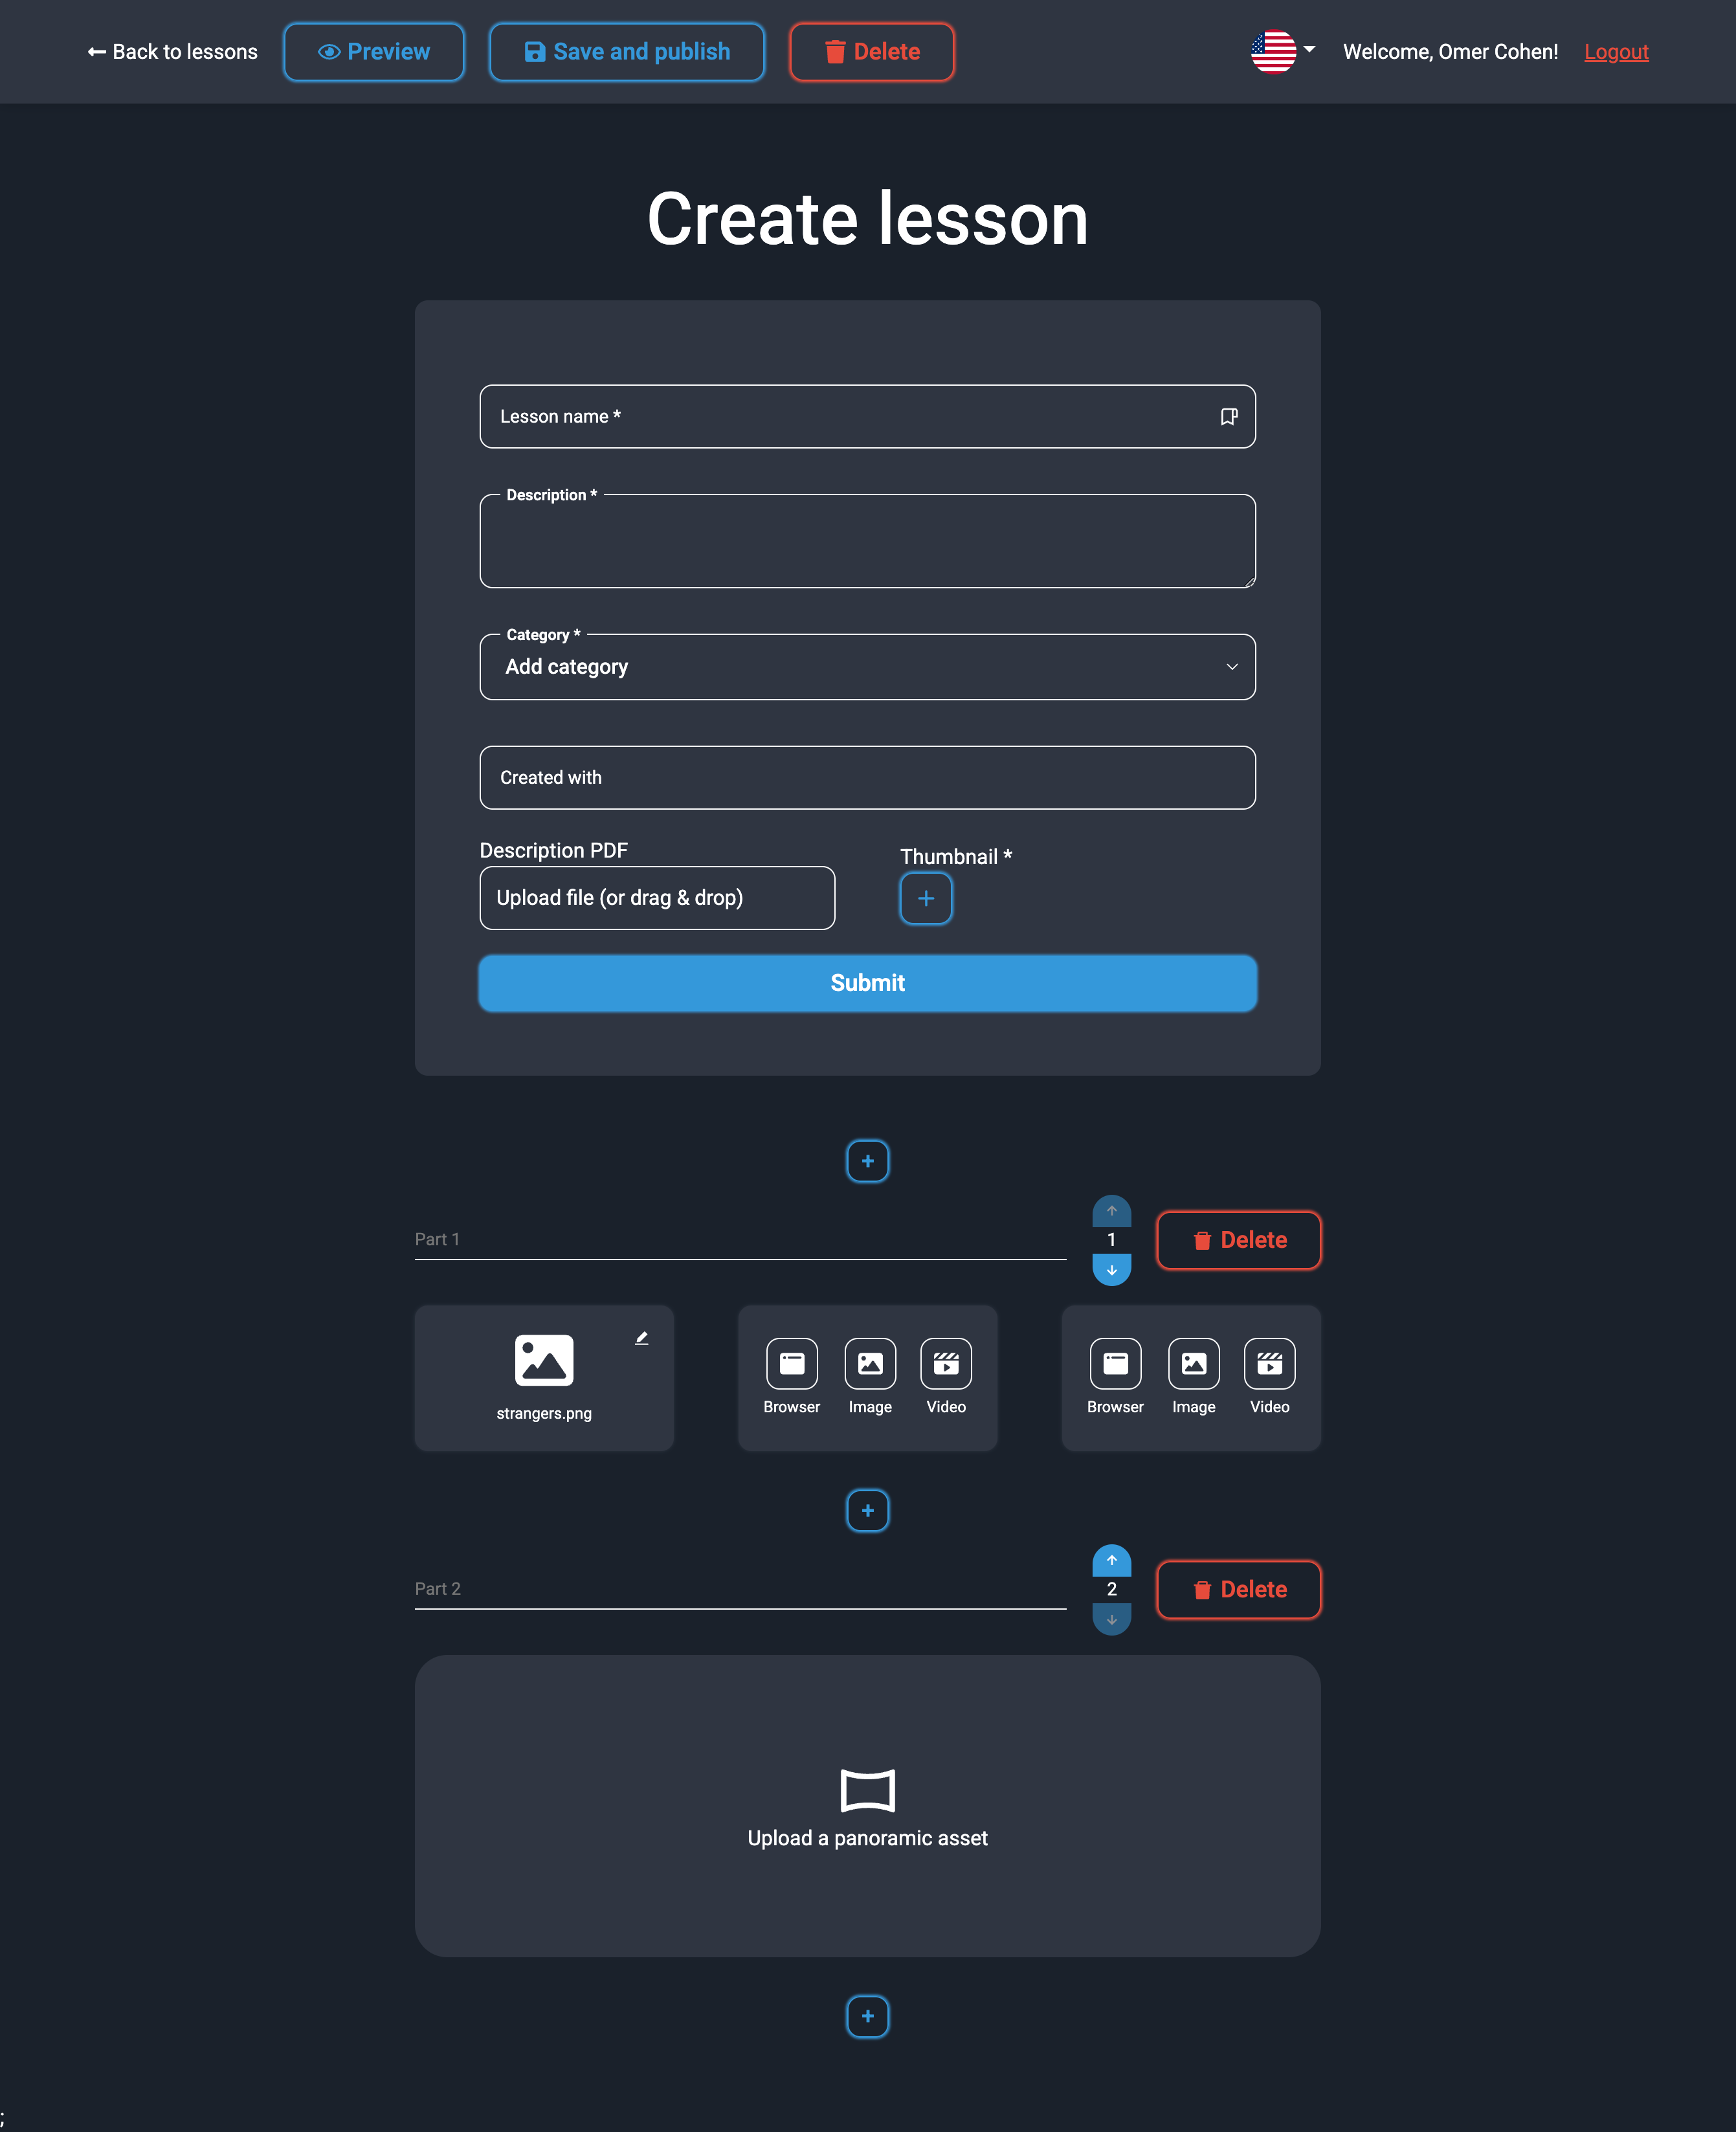 Back to lessons
Preview
Save and publish
Delete
Welcome, Omer Cohen!
Logout
Create lesson
Lesson name *
Description *
Category *
Add category
Created with
Description PDF
Thumbnail *
Upload file (or drag & drop)
+
Submit
+
Part 1
1
Delete
strangers.png
Browser
Image
Video
Browser
Image
Video
+
Part 2
2
Delete
Upload a panoramic asset
+
;